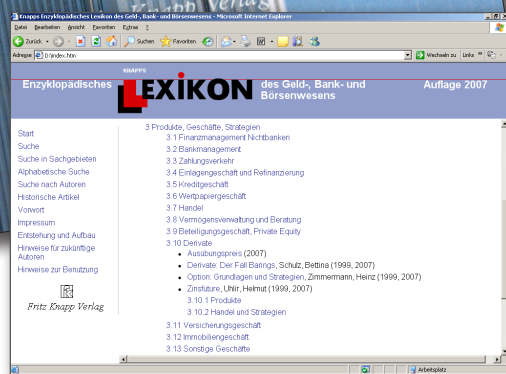 Knapps Enzyklopädisches Lexikon des Geld-, Bank- und Börsenwesens - Microsoft Internet Explorer
Datei Bearbeiten Ansicht Favoriten Extras ?
Zurück Suchen Favoriten
Adresse D:\index.htm Wechseln zu Links »
KNAPPS
Enzyklopädisches LEXIKON des Geld-, Bank- und Börsenwesens Auflage 2007
Start
Suche
Suche in Sachgebieten
Alphabetische Suche
Suche nach Autoren
Historische Artikel
Vorwort
Impressum
Entstehung und Aufbau
Hinweise für zukünftige
Autoren
Hinweise zur Benutzung
Fritz Knapp Verlag
3 Produkte, Geschäfte, Strategien
3.1 Finanzmanagement Nichtbanken
3.2 Bankmanagement
3.3 Zahlungsverkehr
3.4 Einlagengeschäft und Refinanzierung
3.5 Kreditgeschäft
3.6 Wertpapiergeschäft
3.7 Handel
3.8 Vermögensverwaltung und Beratung
3.9 Beteiligungsgeschäft, Private Equity
3.10 Derivate
• Ausübungspreis (2007)
• Derivate: Der Fall Barings, Schulz, Bettina (1999, 2007)
• Option: Grundlagen und Strategien, Zimmermann, Heinz (1999, 2007)
• Zinsfuture, Uhlir, Helmut (1999, 2007)
3.10.1 Produkte
3.10.2 Handel und Strategien
3.11 Versicherungsgeschäft
3.12 Immobiliengeschäft
3.13 Sonstige Geschäfte
Arbeitsplatz